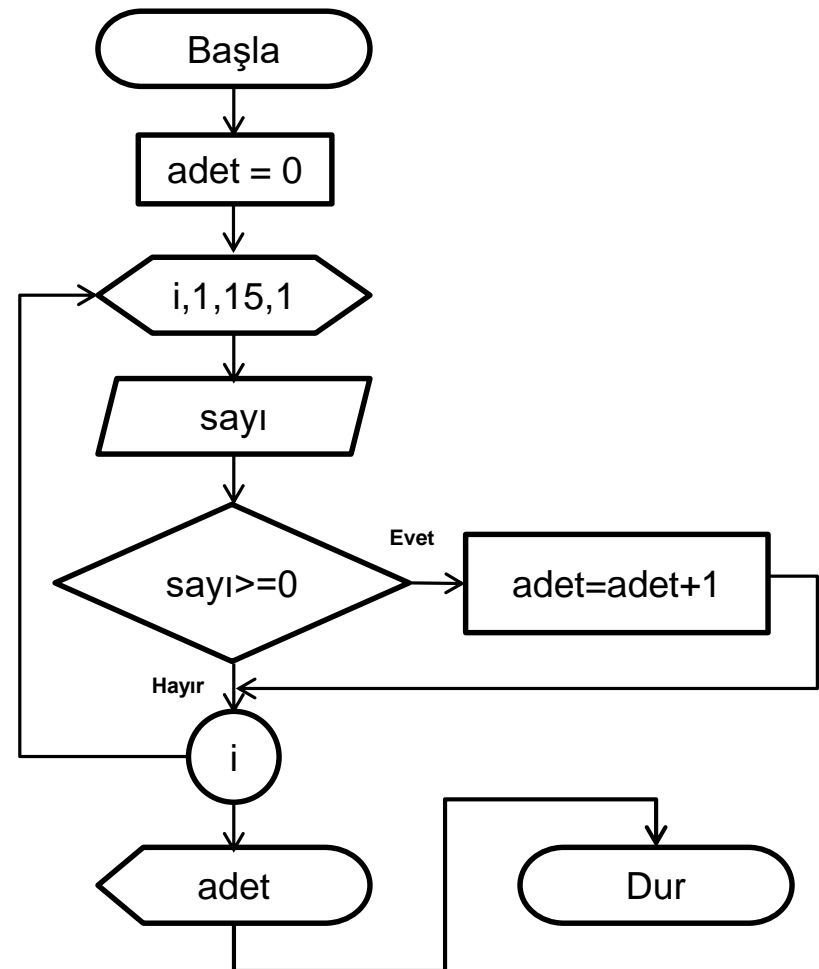 Başla
adet = 0
i,1,15,1
sayı
sayı>=0
Evet
adet=adet+1
Hayır
i
adet
Dur